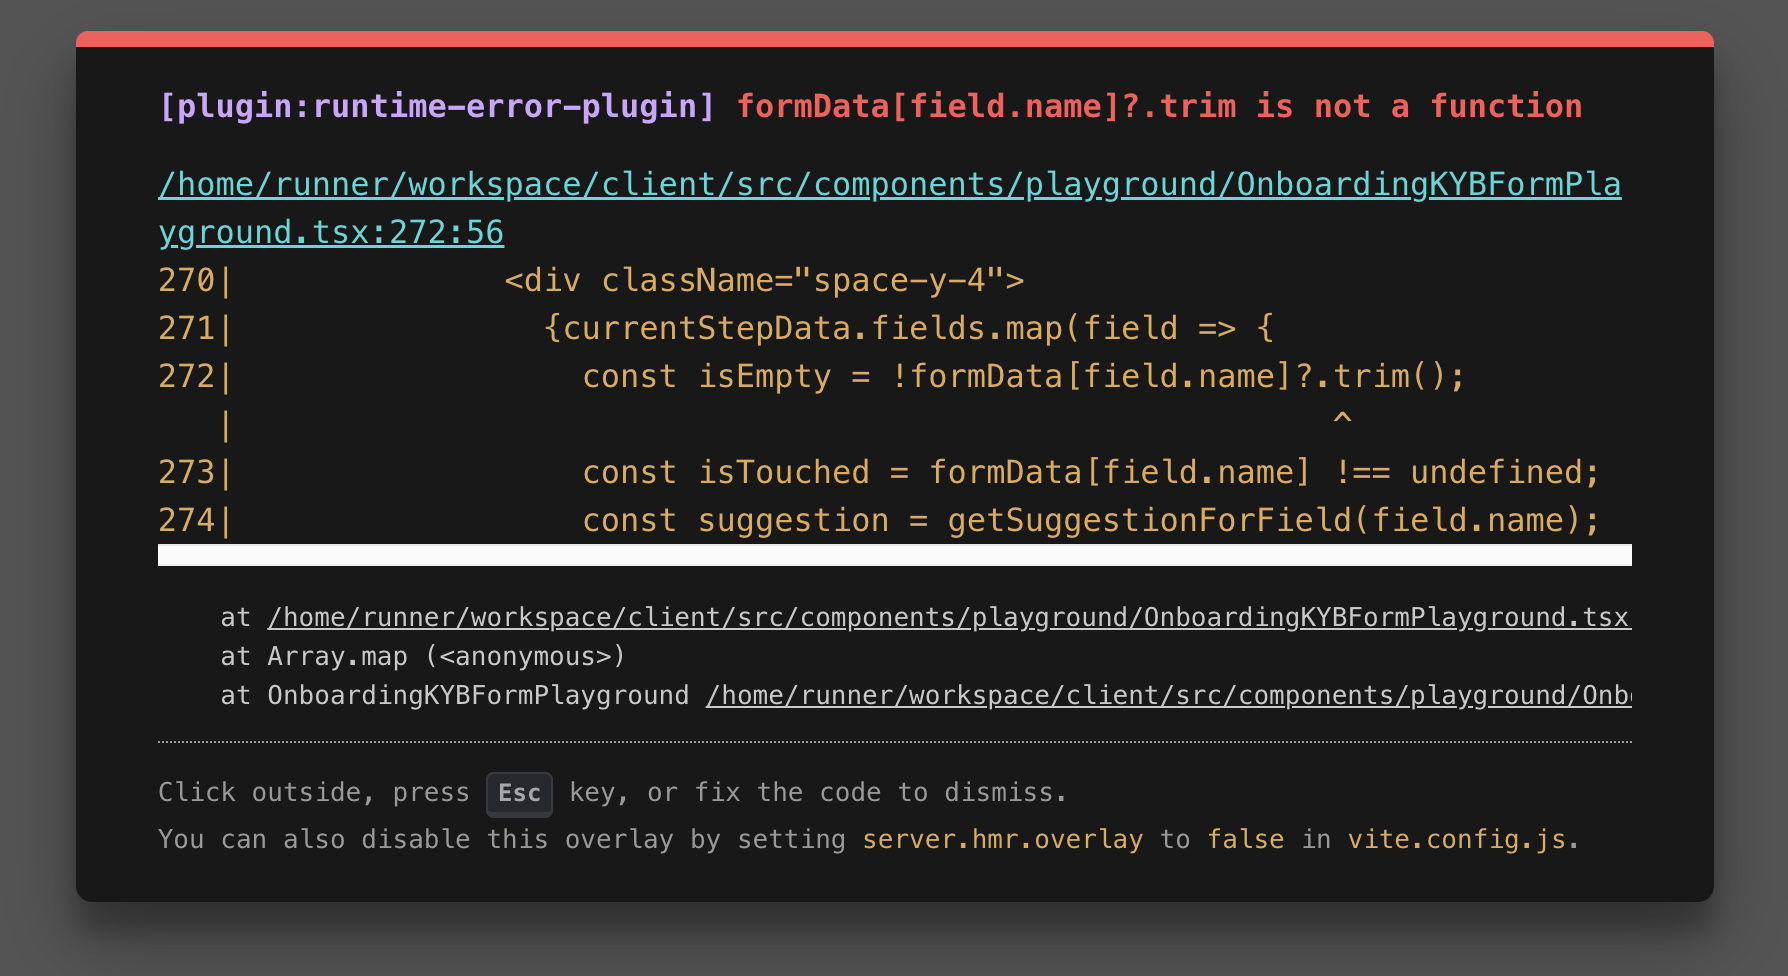 [plugin:runtime-error-plugin] formData[field.name]?.trim is not a function
/home/runner/workspace/client/src/components/playground/OnboardingKYBFormPla
yground.tsx:272:56
270|              <div className="space-y-4">
271|                {currentStepData.fields.map(field => {
272|                  const isEmpty = !formData[field.name]?.trim();
   |                                                         ^
273|                  const isTouched = formData[field.name] !== undefined;
274|                  const suggestion = getSuggestionForField(field.name);
    at /home/runner/workspace/client/src/components/playground/OnboardingKYBFormPlayground.tsx
    at Array.map (<anonymous>)
    at OnboardingKYBFormPlayground /home/runner/workspace/client/src/components/playground/Onb
Click outside, press Esc key, or fix the code to dismiss.
You can also disable this overlay by setting server.hmr.overlay to false in vite.config.js.